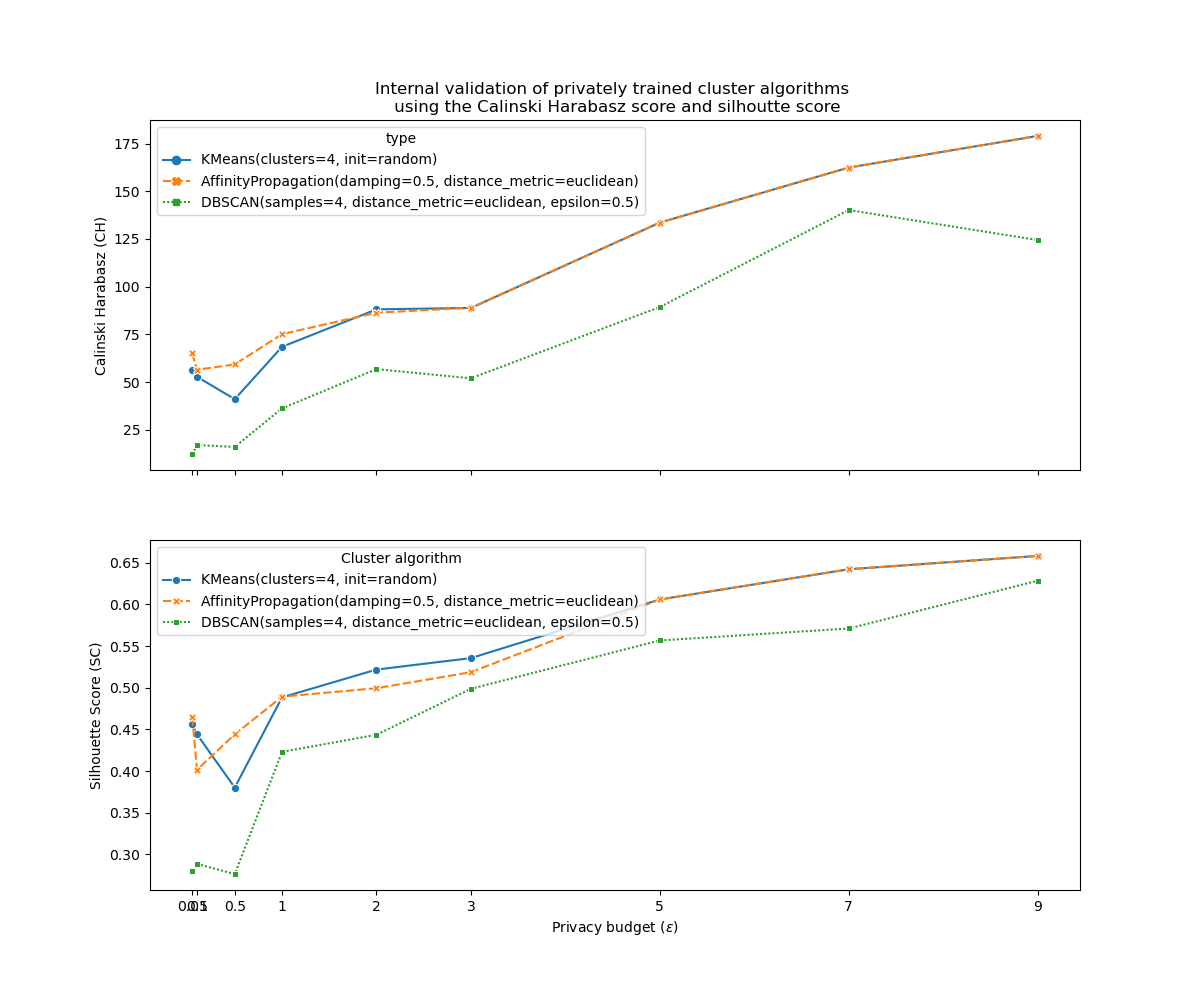 Internal validation of privately trained cluster algorithms
using the Calinski Harabasz score and silhoutte score
type
KMeans(clusters=4, init=random)
AffinityPropagation(damping=0.5, distance_metric=euclidean)
DBSCAN(samples=4, distance_metric=euclidean, epsilon=0.5)
Calinski Harabasz (CH)
175
150
125
100
75
50
25
Cluster algorithm
KMeans(clusters=4, init=random)
AffinityPropagation(damping=0.5, distance_metric=euclidean)
DBSCAN(samples=4, distance_metric=euclidean, epsilon=0.5)
Silhouette Score (SC)
0.65
0.60
0.55
0.50
0.45
0.40
0.35
0.30
0.5 1 2 3 5 7 9
Privacy budget (ε)